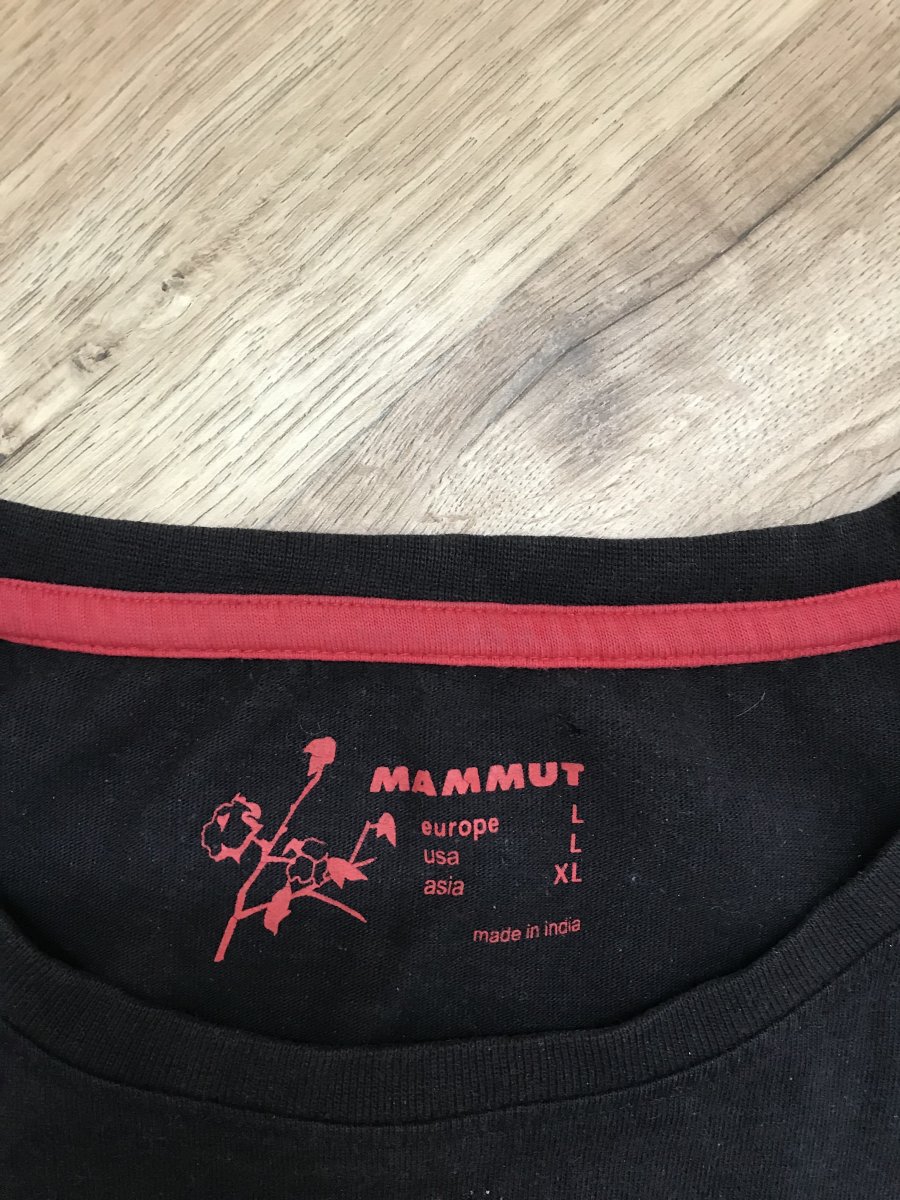 MAMMUT
europe L
usa L
asia XL
made in india